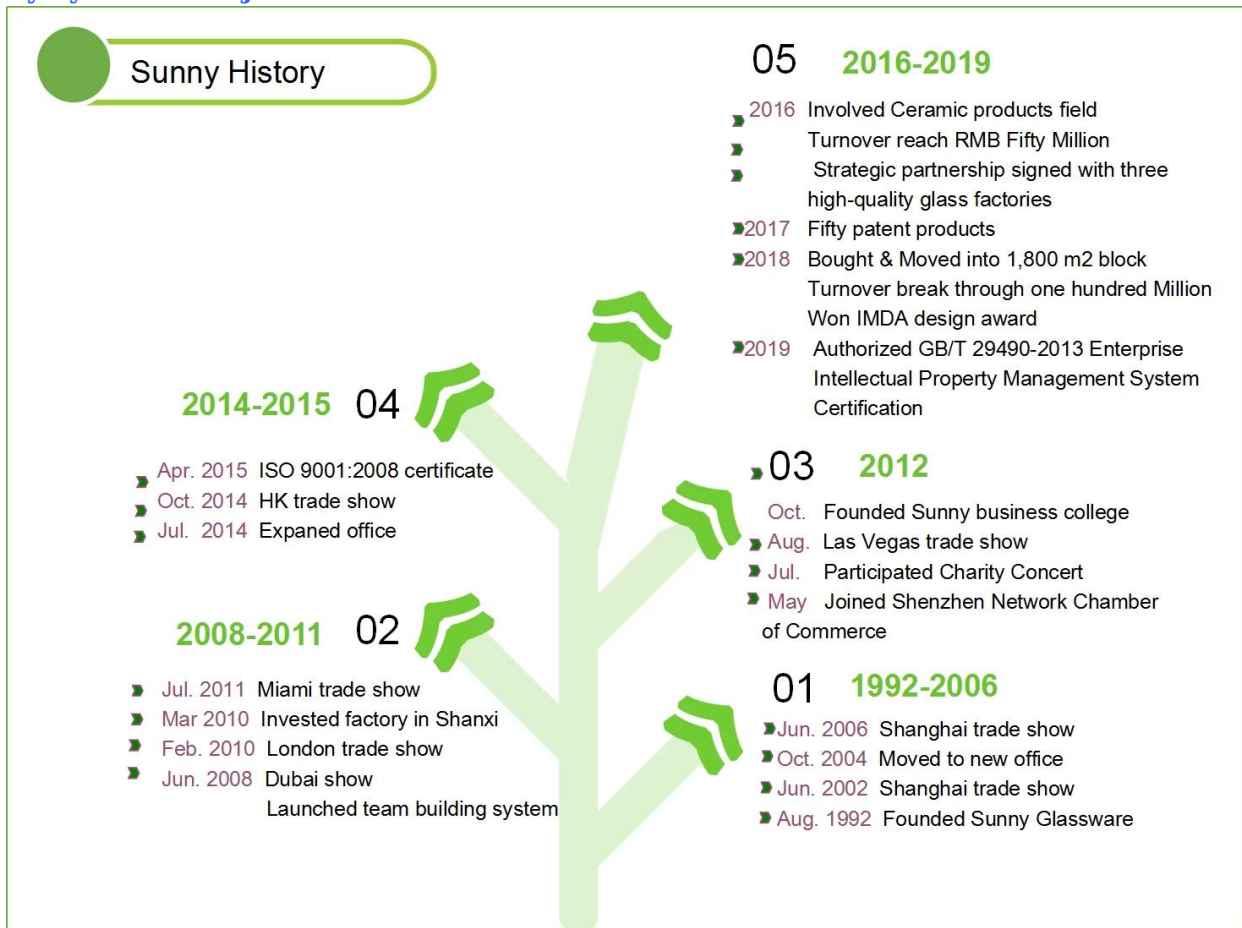 Sunny History
05 2016-2019
2016 Involved Ceramic products field
Turnover reach RMB Fifty Million
Strategic partnership signed with three
high-quality glass factories
2017 Fifty patent products
2018 Bought & Moved into 1,800 m2 block
Turnover break through one hundred Million
Won IMDA design award
2019 Authorized GB/T 29490-2013 Enterprise
Intellectual Property Management System
Certification
2014-2015 04
Apr. 2015 ISO 9001:2008 certificate
Oct. 2014 HK trade show
Jul. 2014 Expaned office
03 2012
Oct. Founded Sunny business college
Aug. Las Vegas trade show
Jul. Participated Charity Concert
May Joined Shenzhen Network Chamber
of Commerce
2008-2011 02
Jul. 2011 Miami trade show
Mar 2010 Invested factory in Shanxi
Feb. 2010 London trade show
Jun. 2008 Dubai show
Launched team building system
01 1992-2006
Jun. 2006 Shanghai trade show
Oct. 2004 Moved to new office
Jun. 2002 Shanghai trade show
Aug. 1992 Founded Sunny Glassware